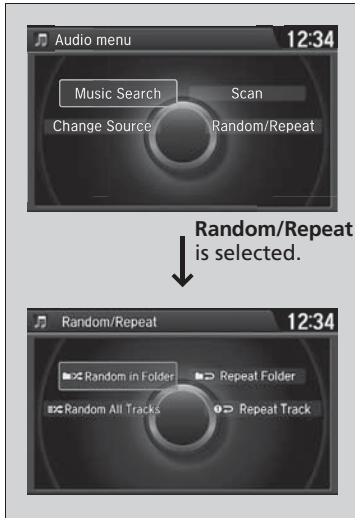 Audio menu 12:34
Music Search Scan
Change Source Random/Repeat
Random/Repeat
is selected.
Random/Repeat 12:34
Random in Folder Repeat Folder
Random All Tracks Repeat Track